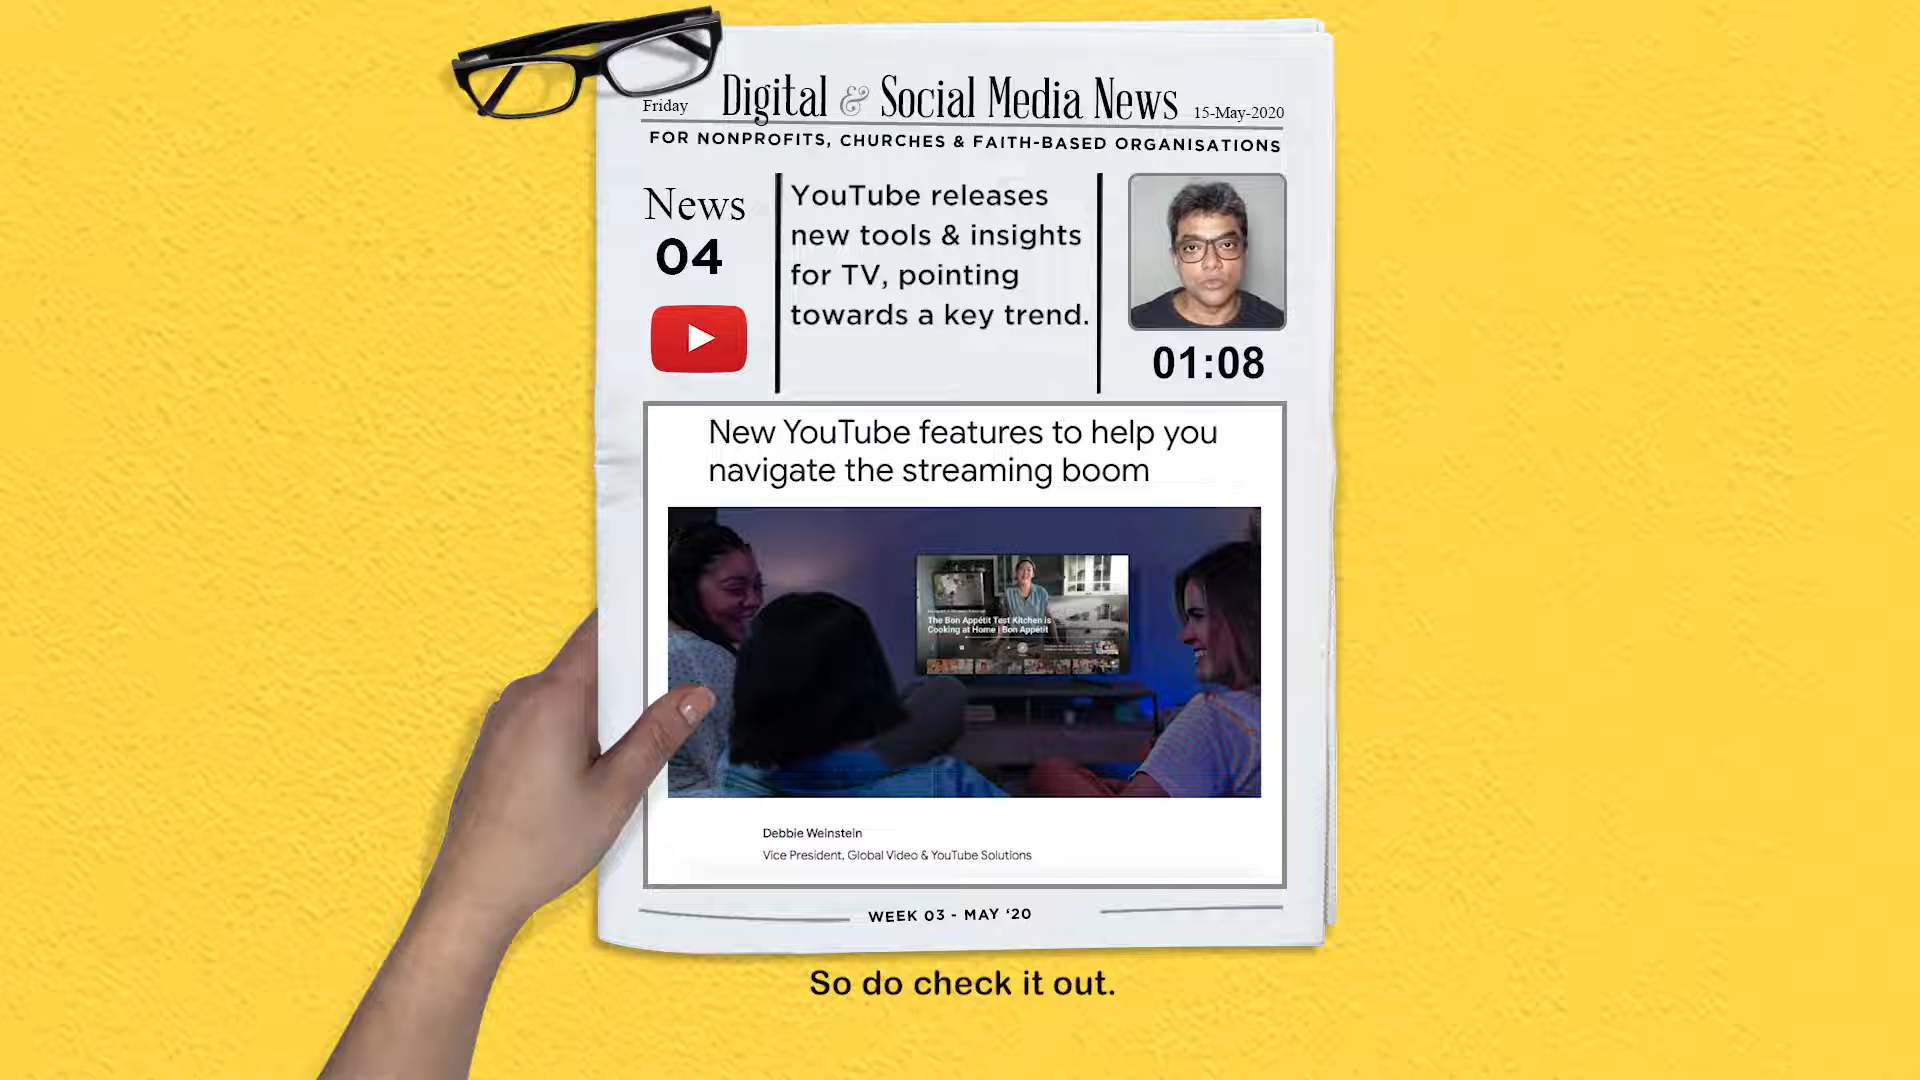 Friday
Digital & Social Media News
15-May-2020
FOR NONPROFITS, CHURCHES & FAITH-BASED ORGANISATIONS
News
04
YouTube releases
new tools & insights
for TV, pointing
towards a key trend.
01:08
New YouTube features to help you
navigate the streaming boom
The Bon Appétit Test Kitchen is
Cooking at Home | Bon Appétit
Debbie Weinstein
Vice President, Global Video & YouTube Solutions
WEEK 03 - MAY ‘20
So do check it out.